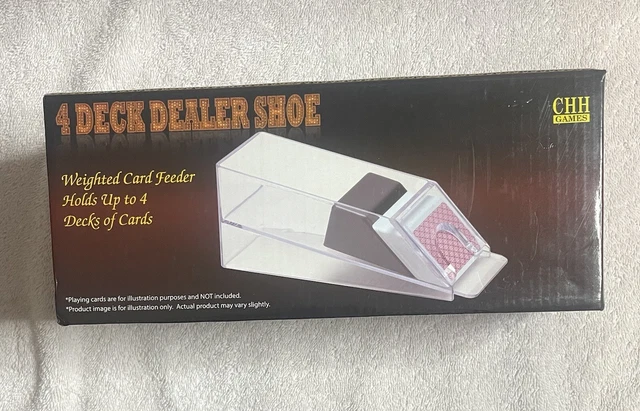 4 DECK DEALER SHOE
CHH
GAMES
Weighted Card Feeder
Holds Up to 4
Decks of Cards
*Playing cards are for illustration purposes and NOT included.
*Product image is for illustration only. Actual product may vary slightly.